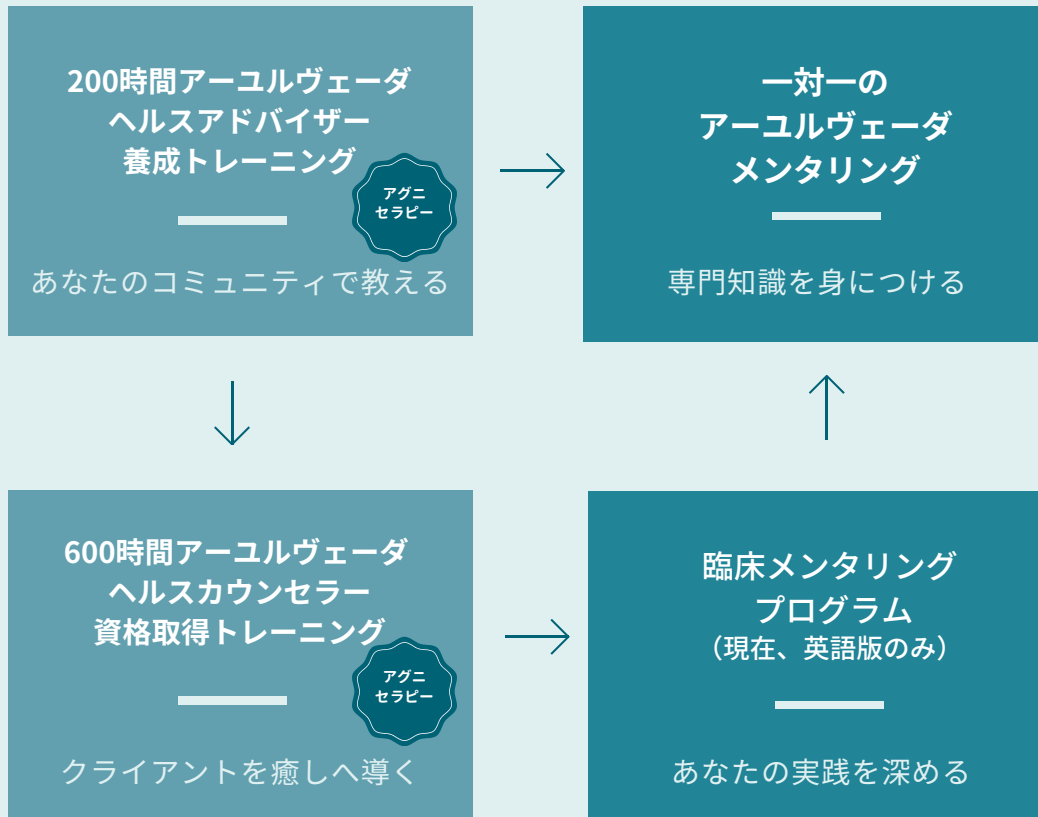 200時間アーユルヴェーダ
ヘルスアドバイザー
養成トレーニング
アグニ
セラピー
あなたのコミュニティで教える
一対一の
アーユルヴェーダ
メンタリング
専門知識を身につける
600時間アーユルヴェーダ
ヘルスカウンセラー
資格取得トレーニング
アグニ
セラピー
クライアントを癒しへ導く
臨床メンタリング
プログラム
（現在、英語版のみ）
あなたの実践を深める